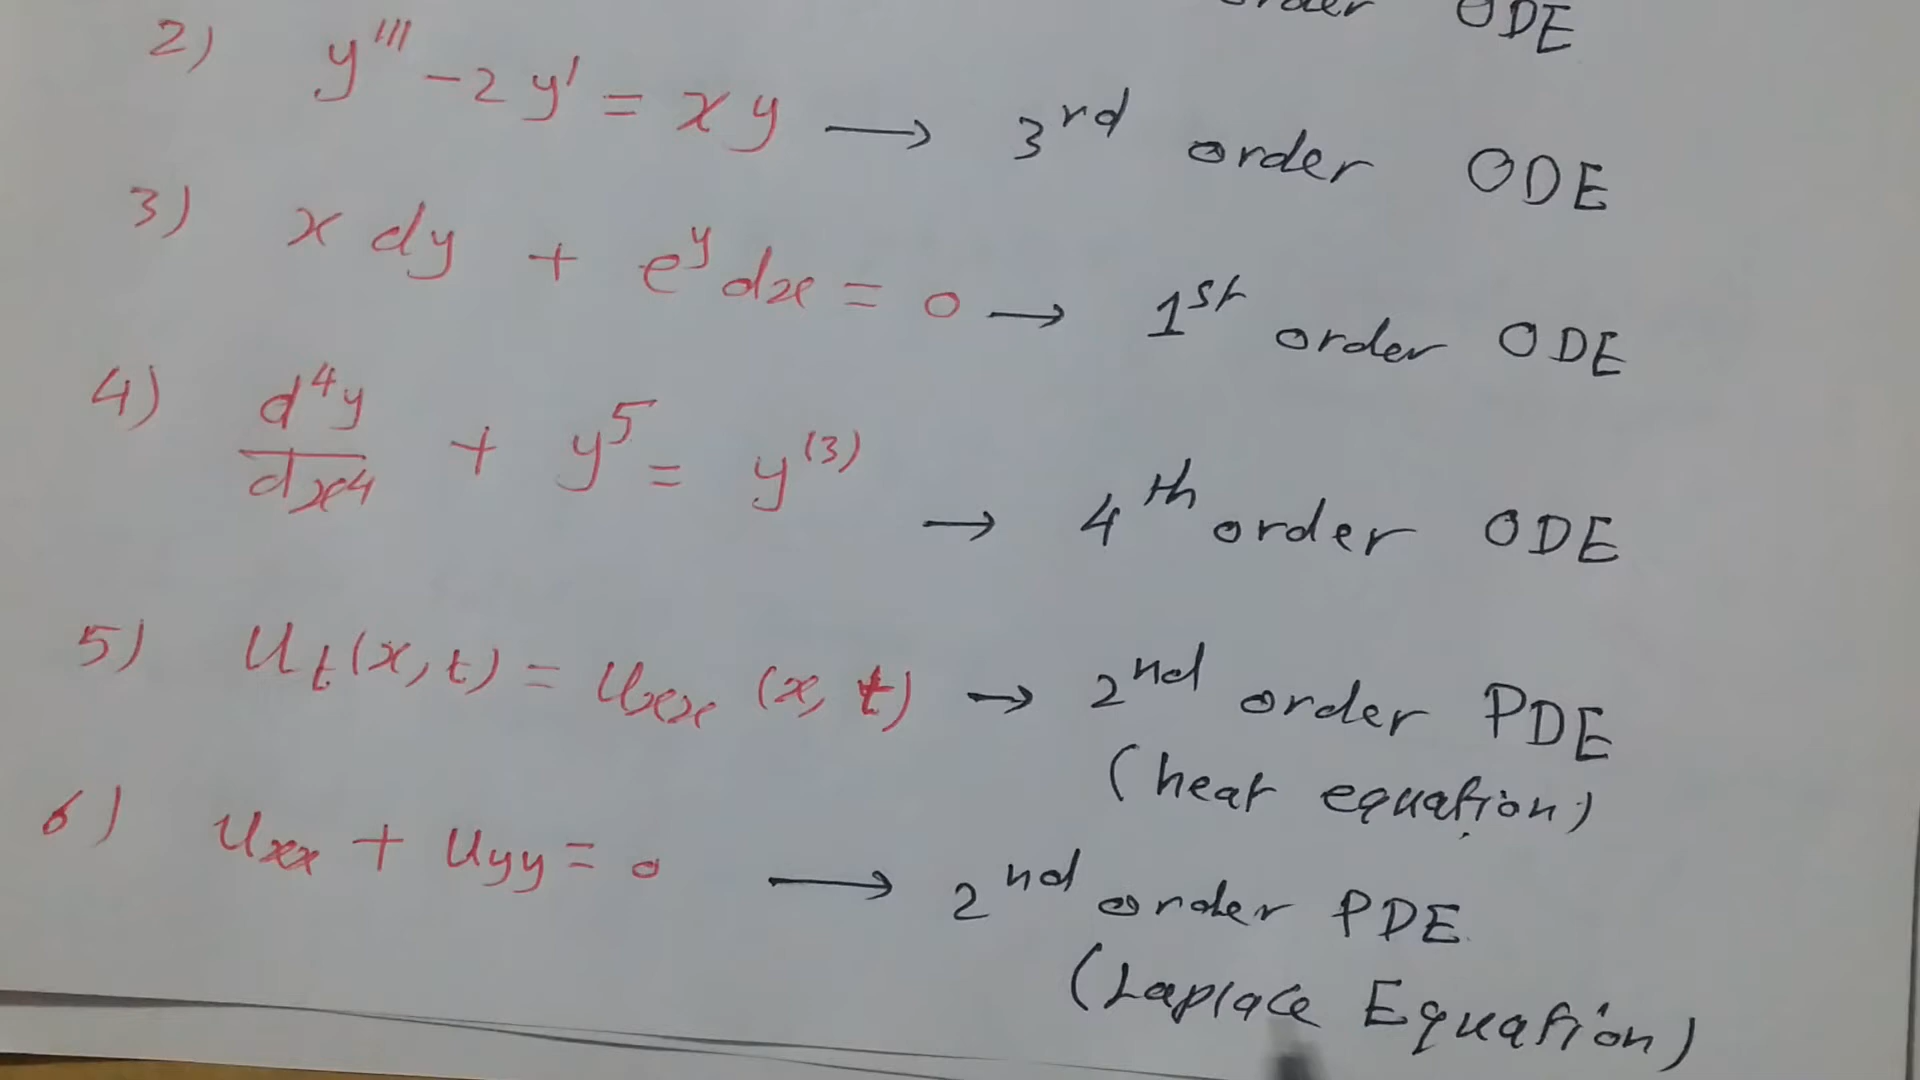 order ODE
2) y''' - 2y' = xy → 3rd order ODE
3) x dy + e^y dx = 0 → 1st order ODE
4) d⁴y/dx⁴ + y⁵ = y⁽³⁾ → 4th order ODE
5) u_t(x,t) = u_xx (x,t) → 2nd order PDE
(heat equation)
6) u_xx + u_yy = 0 → 2nd order PDE
(Laplace Equation)